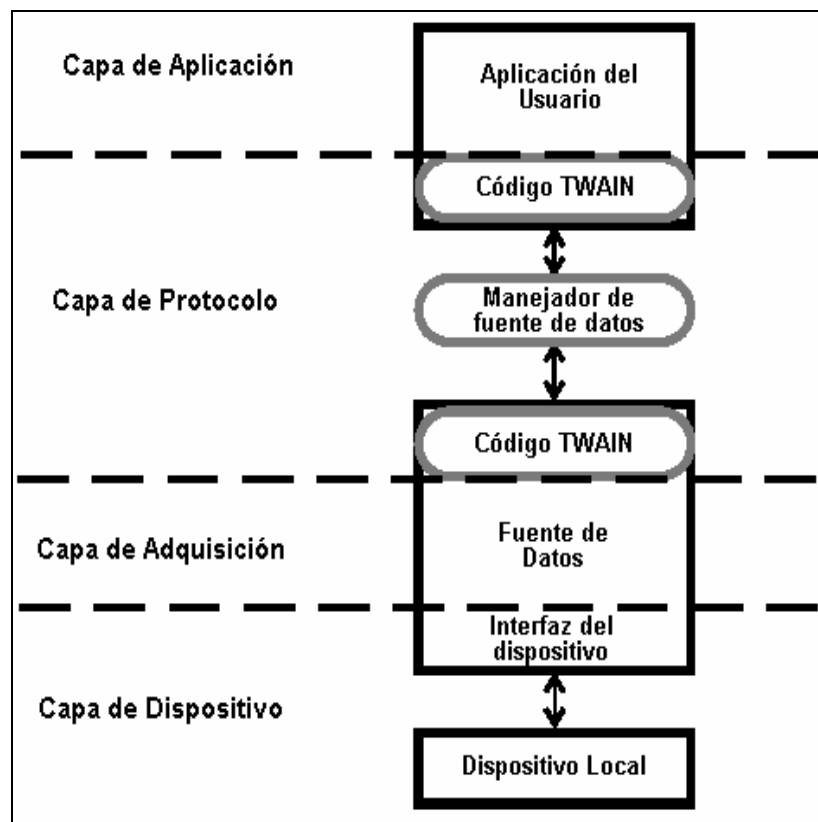 Capa de Aplicación
Aplicación del
Usuario
Código TWAIN
Capa de Protocolo
Manejador de
fuente de datos
Código TWAIN
Capa de Adquisición
Fuente de
Datos
Interfaz del
dispositivo
Capa de Dispositivo
Dispositivo Local